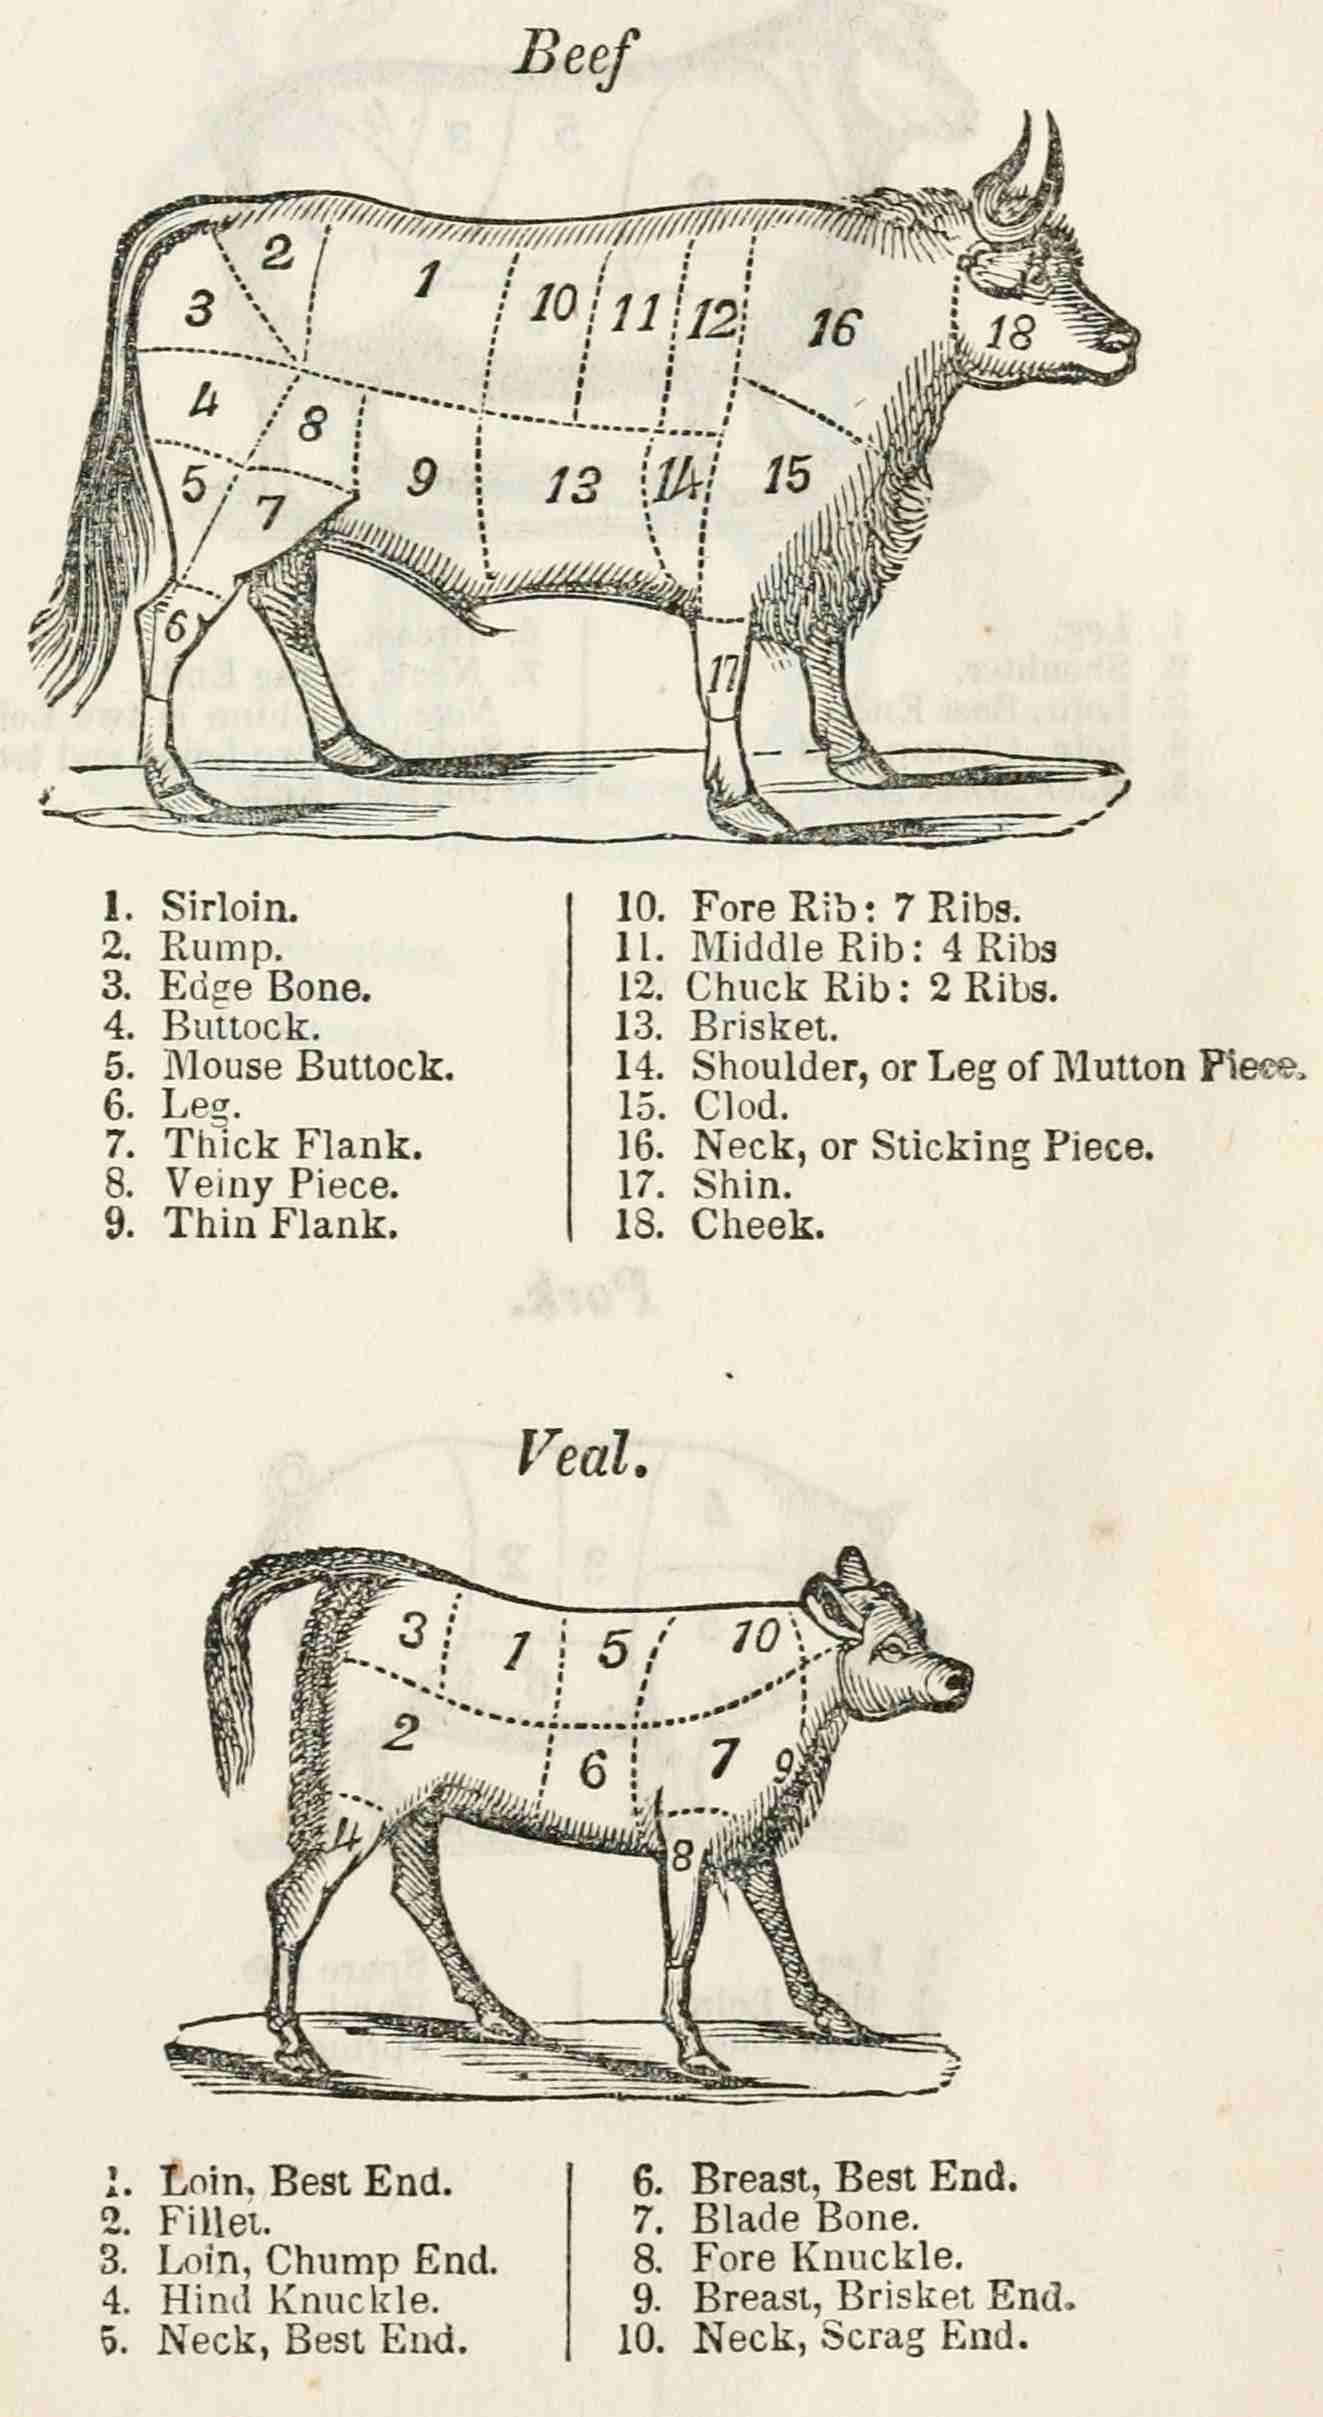 Beef
2
1
3
10
11
12
16
18
4
8
9
13
14
15
5
7
6
17
1. Sirloin.
2. Rump.
3. Edge Bone.
4. Buttock.
5. Mouse Buttock.
6. Leg.
7. Thick Flank.
8. Veiny Piece.
9. Thin Flank.
10. Fore Rib: 7 Ribs.
11. Middle Rib: 4 Ribs
12. Chuck Rib: 2 Ribs.
13. Brisket.
14. Shoulder, or Leg of Mutton Piece.
15. Clod.
16. Neck, or Sticking Piece.
17. Shin.
18. Cheek.
Veal.
3
1
5
10
2
6
7
9
4
8
1. Loin, Best End.
2. Fillet.
3. Loin, Chump End.
4. Hind Knuckle.
5. Neck, Best End.
6. Breast, Best End.
7. Blade Bone.
8. Fore Knuckle.
9. Breast, Brisket End.
10. Neck, Scrag End.